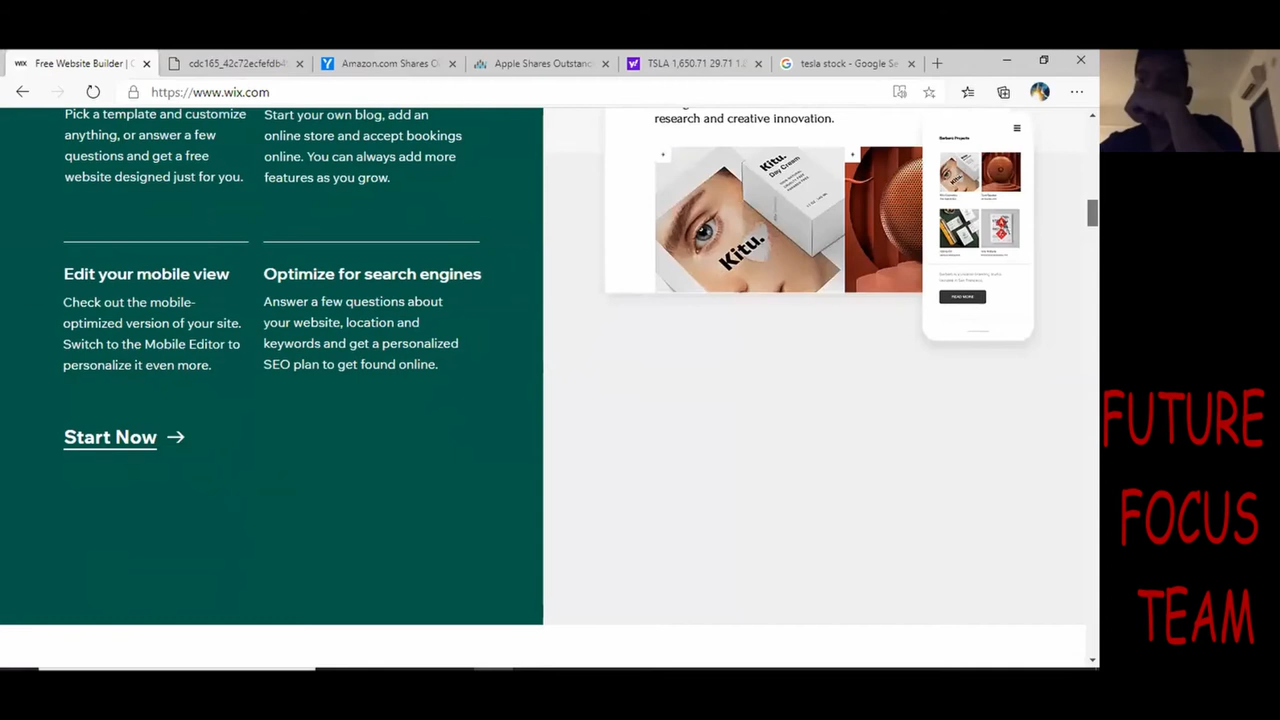 WIX Free Website Builder |
cdc165_42c72ecfefdb4
Amazon.com Shares O
Apple Shares Outstand
TSLA 1,650.71 29.71 1.
tesla stock - Google Se
https://www.wix.com
Pick a template and customize
anything, or answer a few
questions and get a free
website designed just for you.
Start your own blog, add an
online store and accept bookings
online. You can always add more
features as you grow.
Edit your mobile view
Check out the mobile-
optimized version of your site.
Switch to the Mobile Editor to
personalize it even more.
Optimize for search engines
Answer a few questions about
your website, location and
keywords and get a personalized
SEO plan to get found online.
Start Now
research and creative innovation.
Kitu.
Day Cream
Kitu.
READ MORE
FUTURE
FOCUS
TEAM